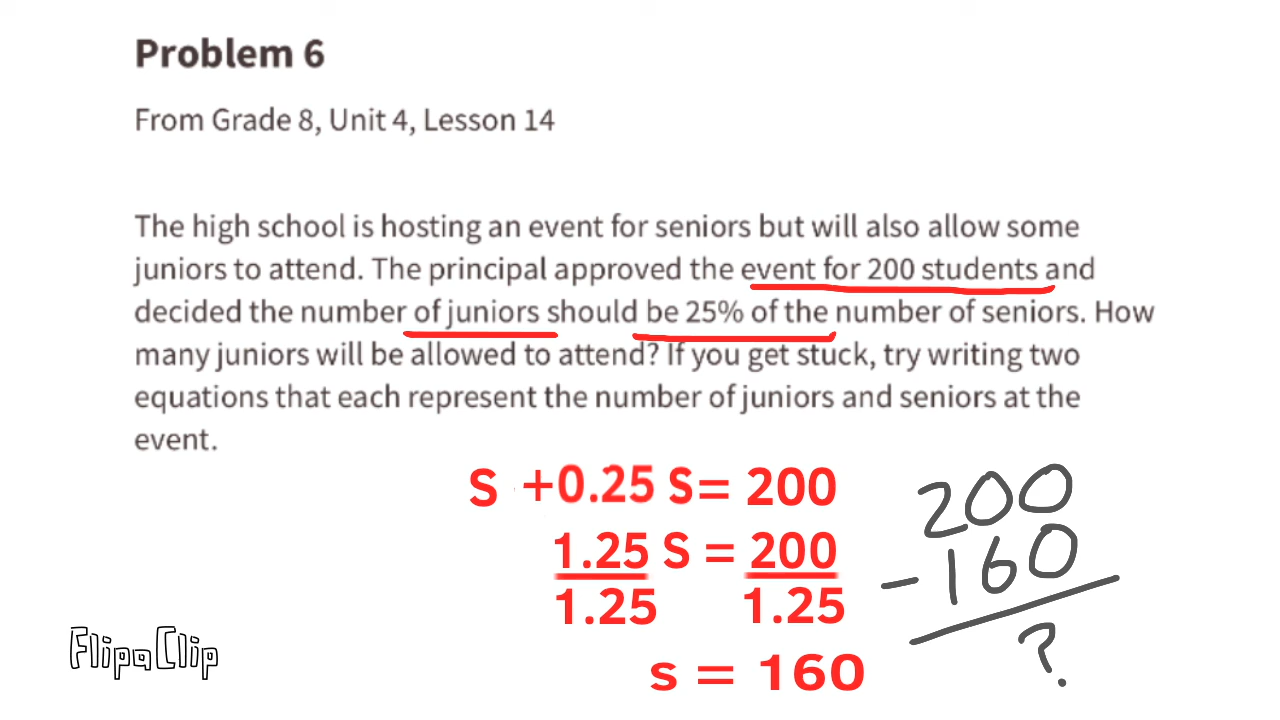 Problem 6
From Grade 8, Unit 4, Lesson 14
The high school is hosting an event for seniors but will also allow some
juniors to attend. The principal approved the event for 200 students and
decided the number of juniors should be 25% of the number of seniors. How
many juniors will be allowed to attend? If you get stuck, try writing two
equations that each represent the number of juniors and seniors at the
event.
S +0.25 S= 200
1.25 S = 200
1.25 1.25
s = 160
200
-160
?
FlipaClip